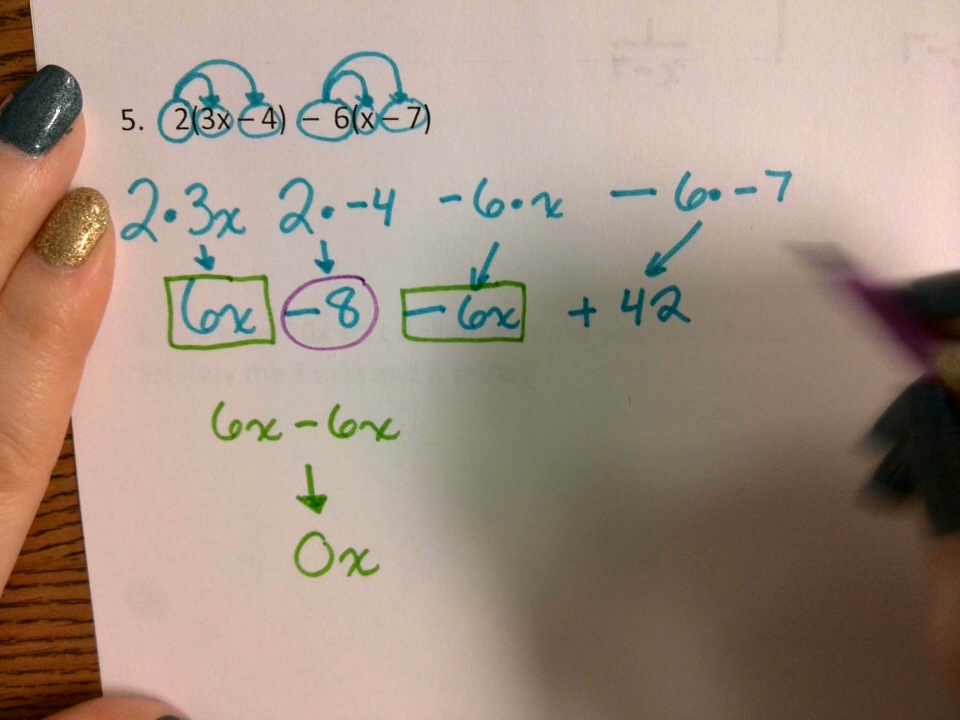 5. 2(3x – 4) – 6(x – 7)
2•3x 2•-4 -6•x — 6•-7
6x -8 - 6x + 42
6x - 6x
0x